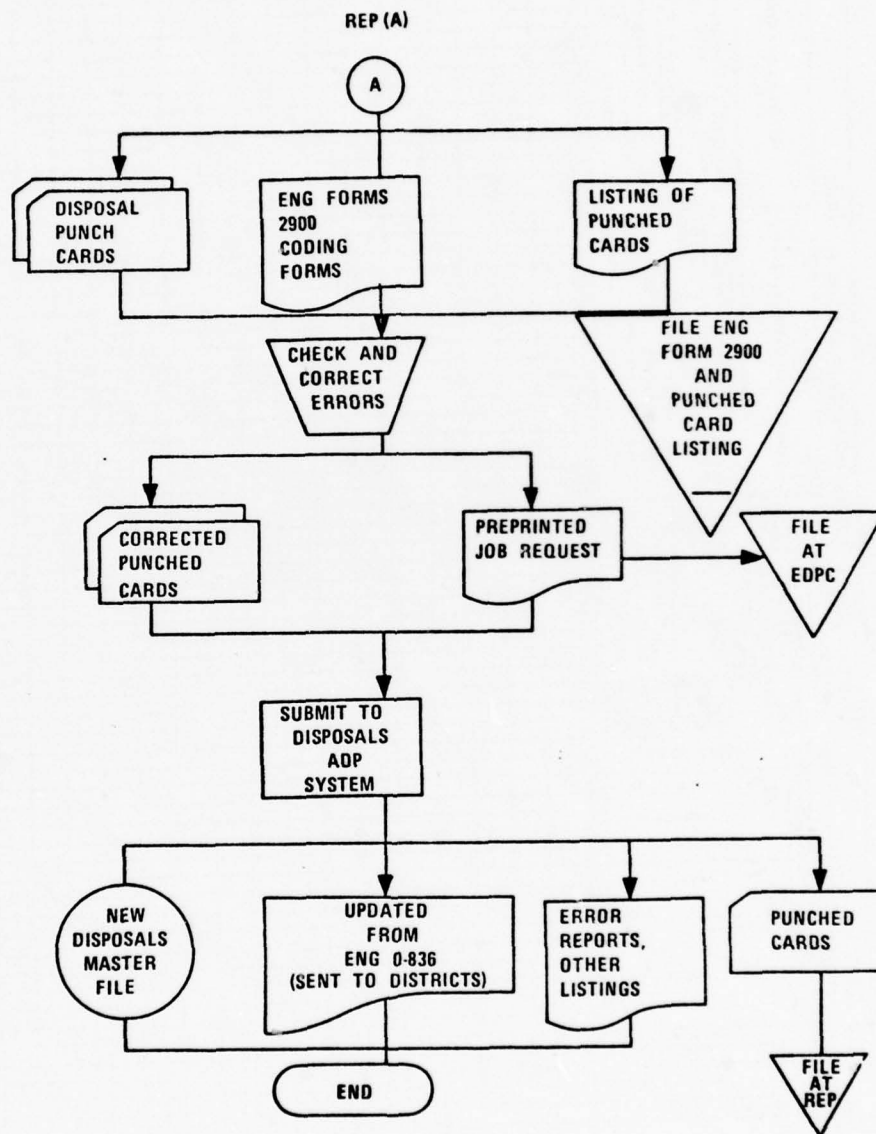 REP (A)
A
DISPOSAL
PUNCH
CARDS
ENG FORMS
2900
CODING
FORMS
LISTING OF
PUNCHED
CARDS
CHECK AND
CORRECT
ERRORS
FILE ENG
FORM 2900
AND
PUNCHED
CARD
LISTING
CORRECTED
PUNCHED
CARDS
PREPRINTED
JOB REQUEST
FILE
AT
EDPC
SUBMIT TO
DISPOSALS
ADP
SYSTEM
NEW
DISPOSALS
MASTER
FILE
UPDATED
FROM
ENG 0-836
(SENT TO DISTRICTS)
ERROR
REPORTS,
OTHER
LISTINGS
PUNCHED
CARDS
END
FILE
AT
REP